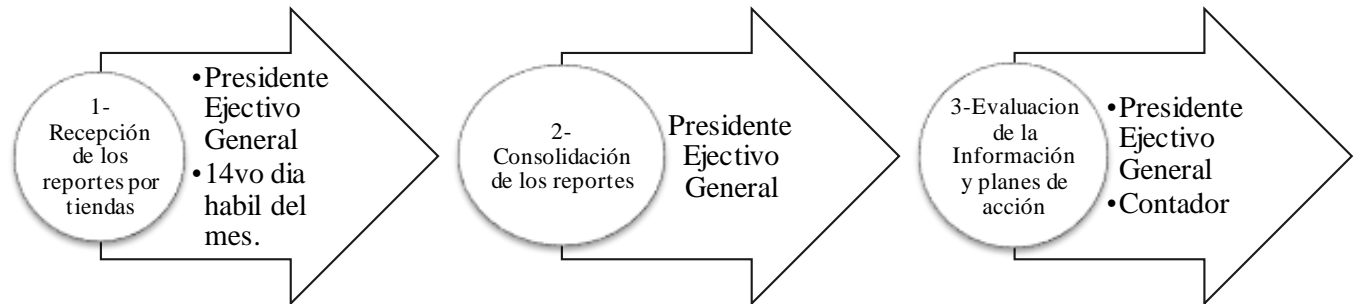 1-
Recepción
de los
reportes por
tiendas
•Presidente
Ejectivo
General
•14vo dia
habil del
mes.
2-
Consolidación
de los reportes
Presidente
Ejectivo
General
3-Evaluacion
de la
Información
y planes de
acción
•Presidente
Ejectivo
General
•Contador